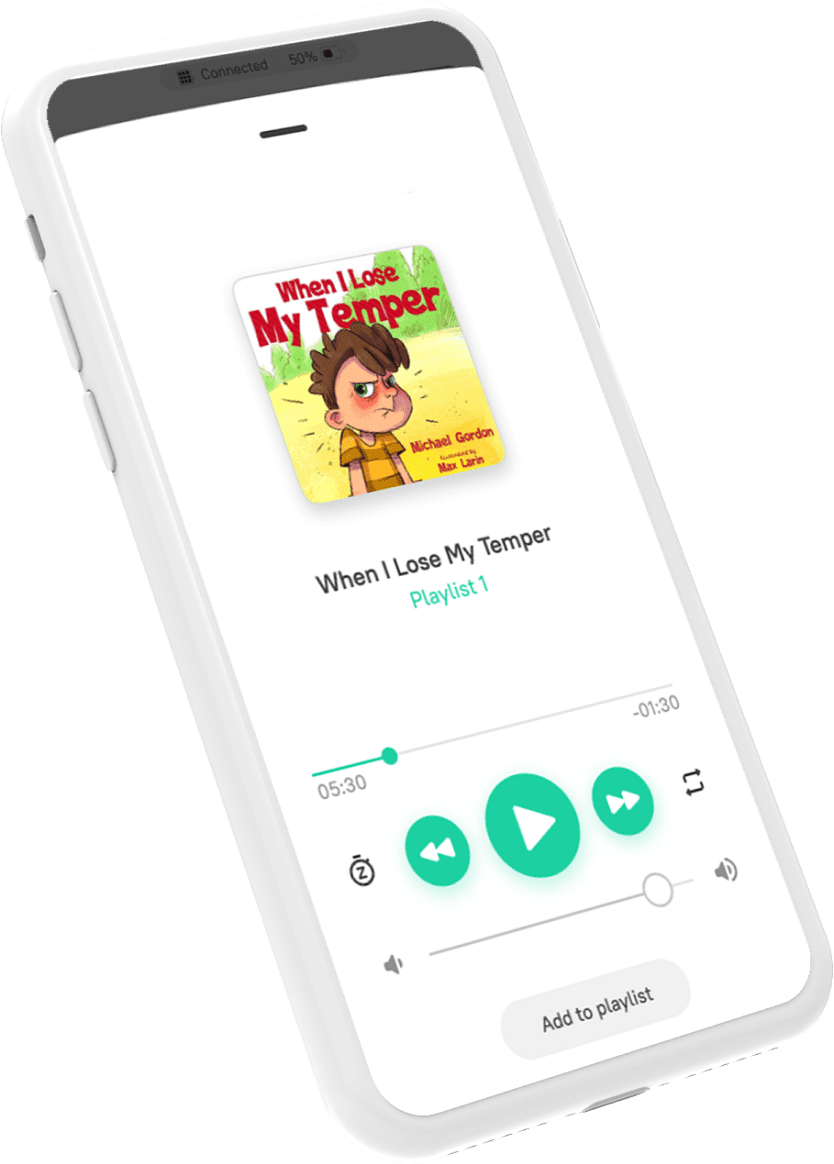 Connected 50%
When I Lose
My Temper
Michael Gordon
Illustrated by
Max Larin
When I Lose My Temper
Playlist 1
-01:30
05:30
Z
Add to playlist